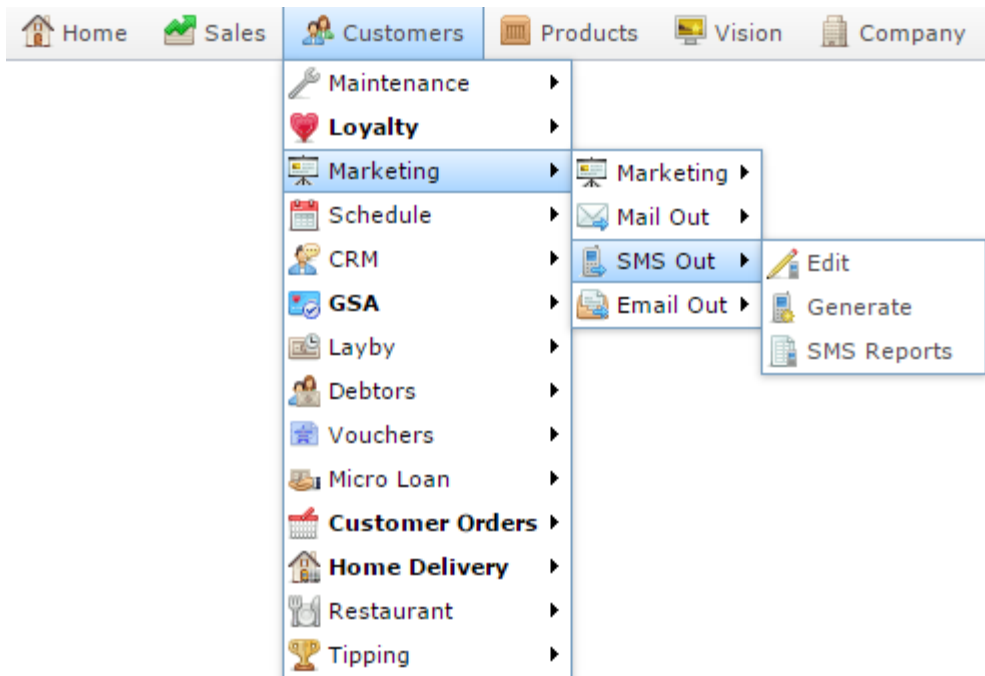 Home Sales Customers Products Vision Company
Maintenance
Loyalty
Marketing
Schedule
CRM
GSA
Layby
Debtors
Vouchers
Micro Loan
Customer Orders
Home Delivery
Restaurant
Tipping
Marketing
Mail Out
SMS Out
Email Out
Edit
Generate
SMS Reports